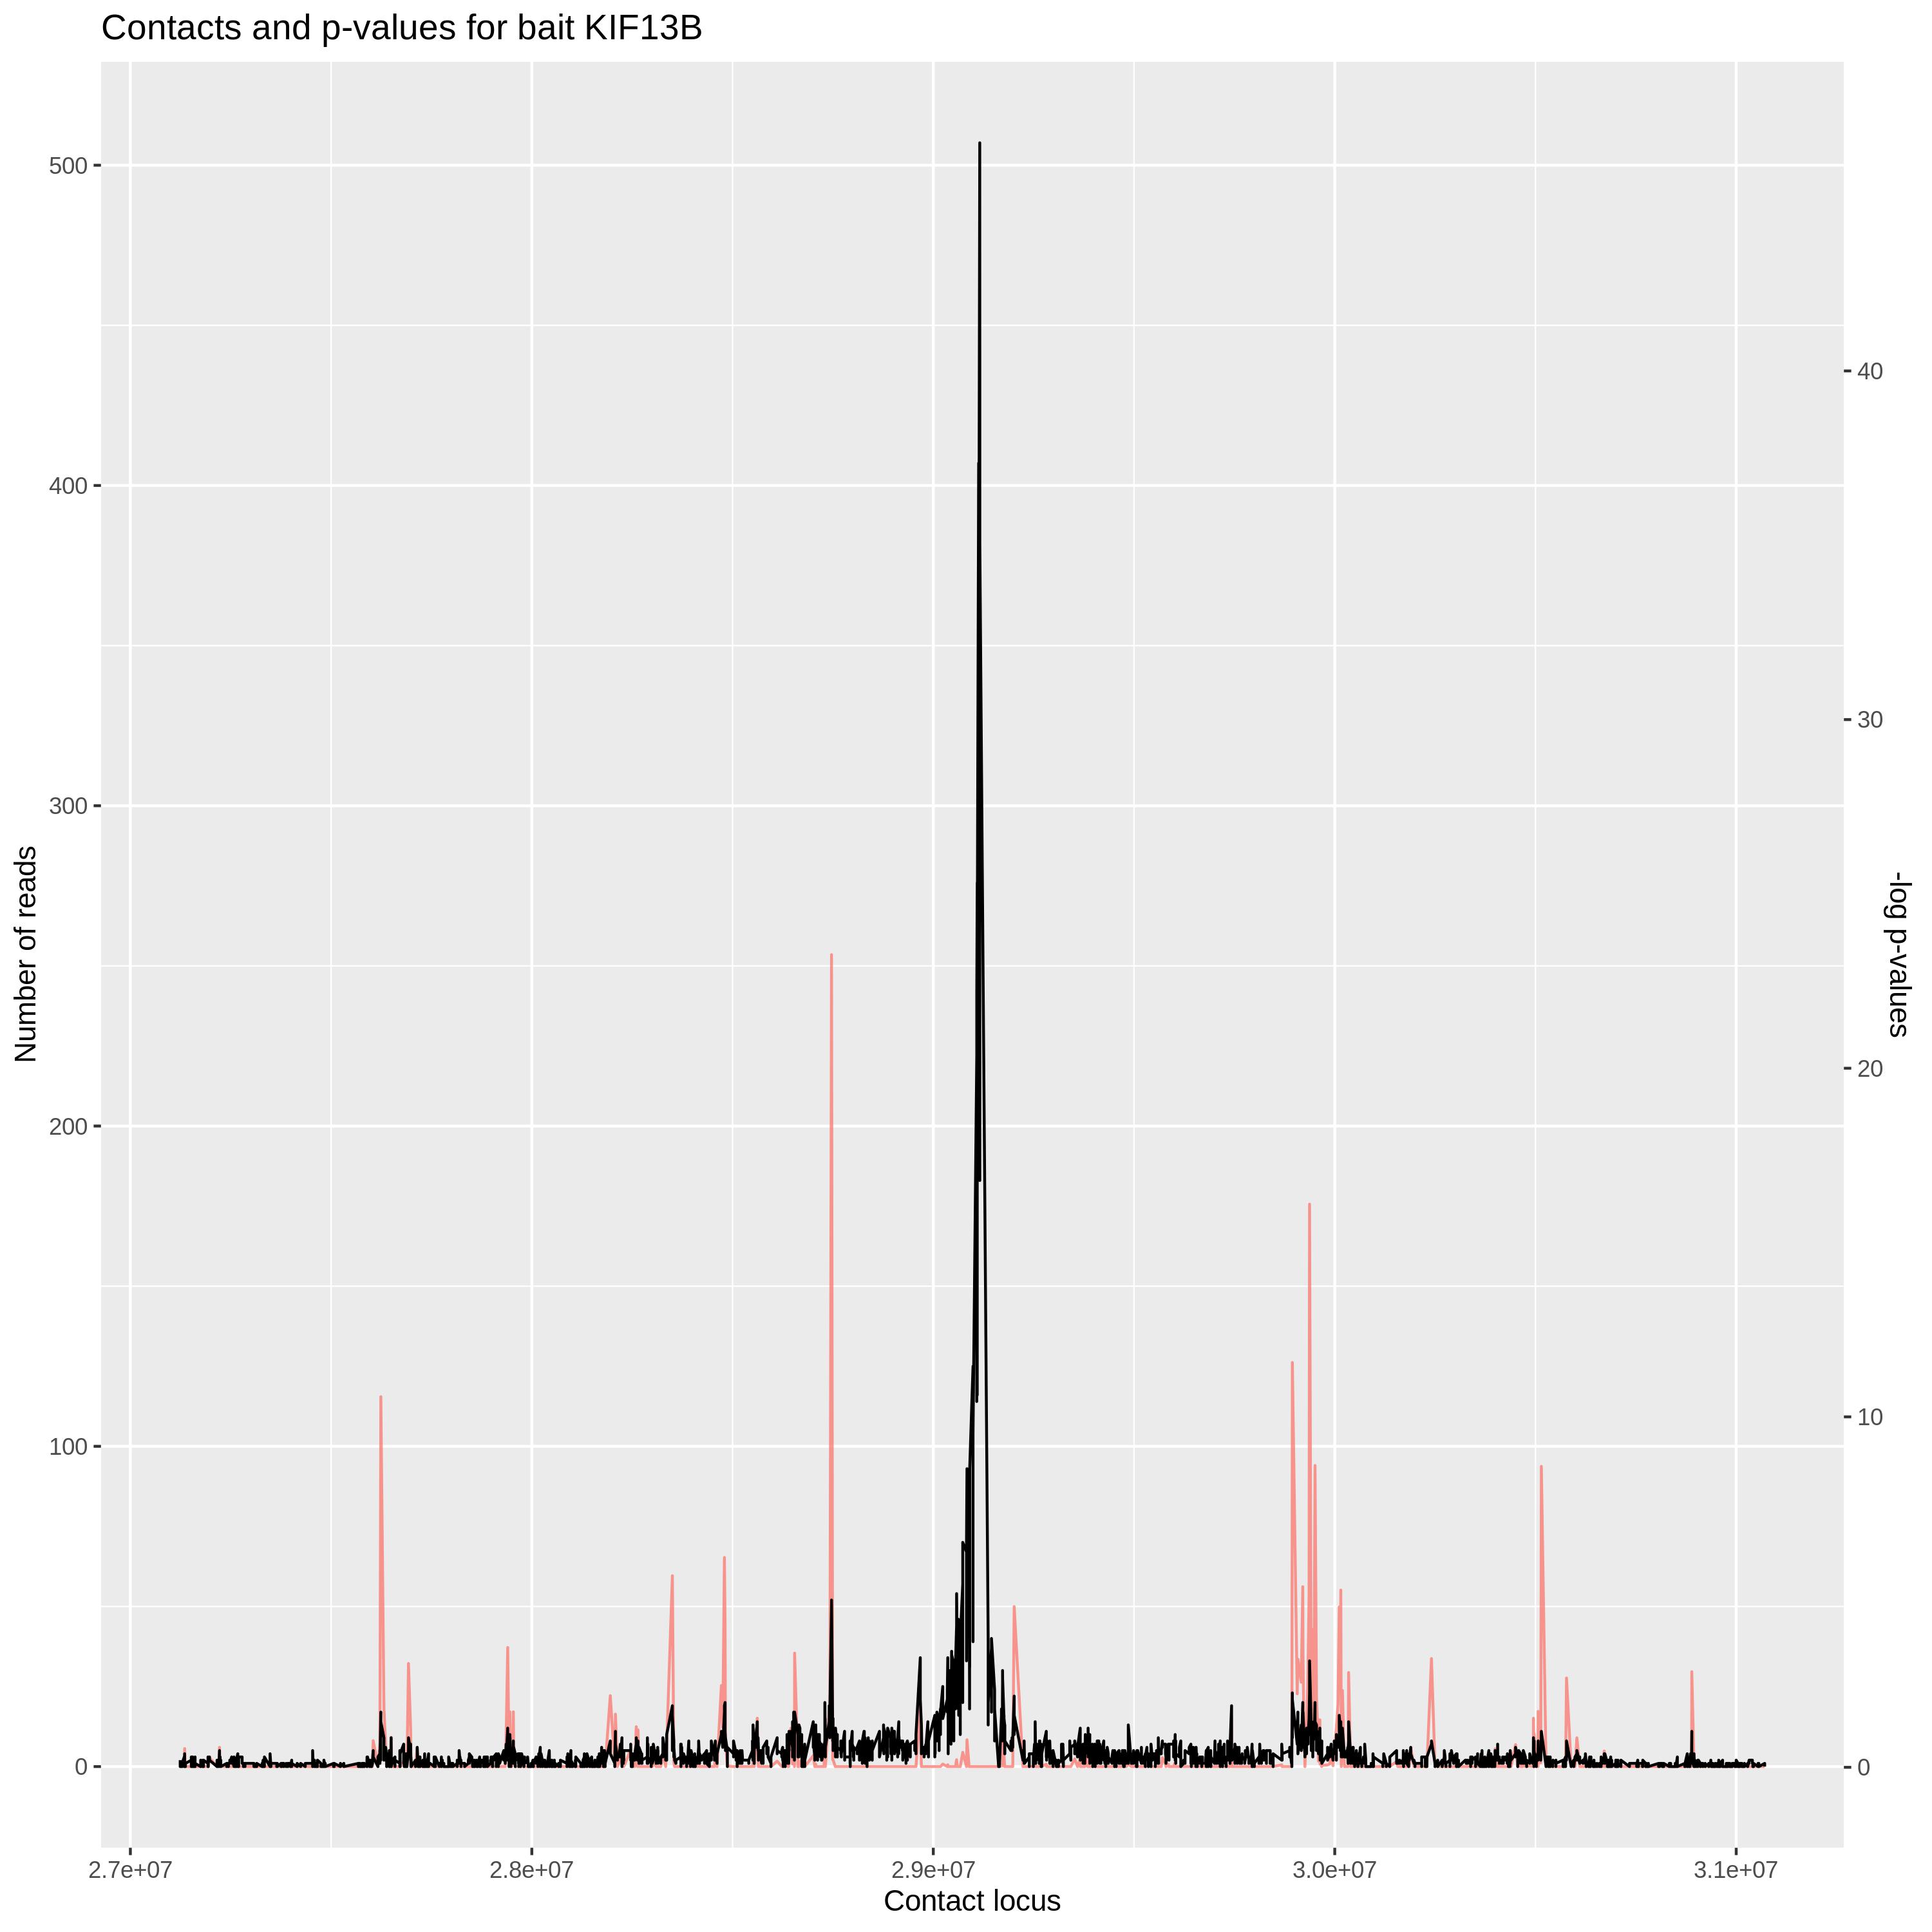 Contacts and p-values for bait KIF13B
500
400
300
200
100
0
Number of reads
40
30
20
10
0
-log p-values
2.7e+07
2.8e+07
2.9e+07
3.0e+07
3.1e+07
Contact locus